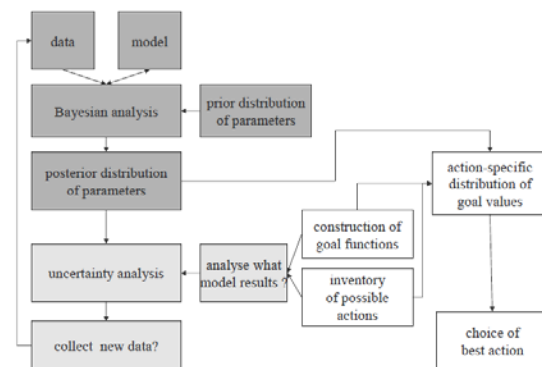 data
model
Bayesian analysis
prior distribution
of parameters
posterior distribution
of parameters
action-specific
distribution of
goal values
construction of
goal functions
uncertainty analysis
analyse what
model results ?
inventory
of possible
actions
collect new data?
choice of
best action